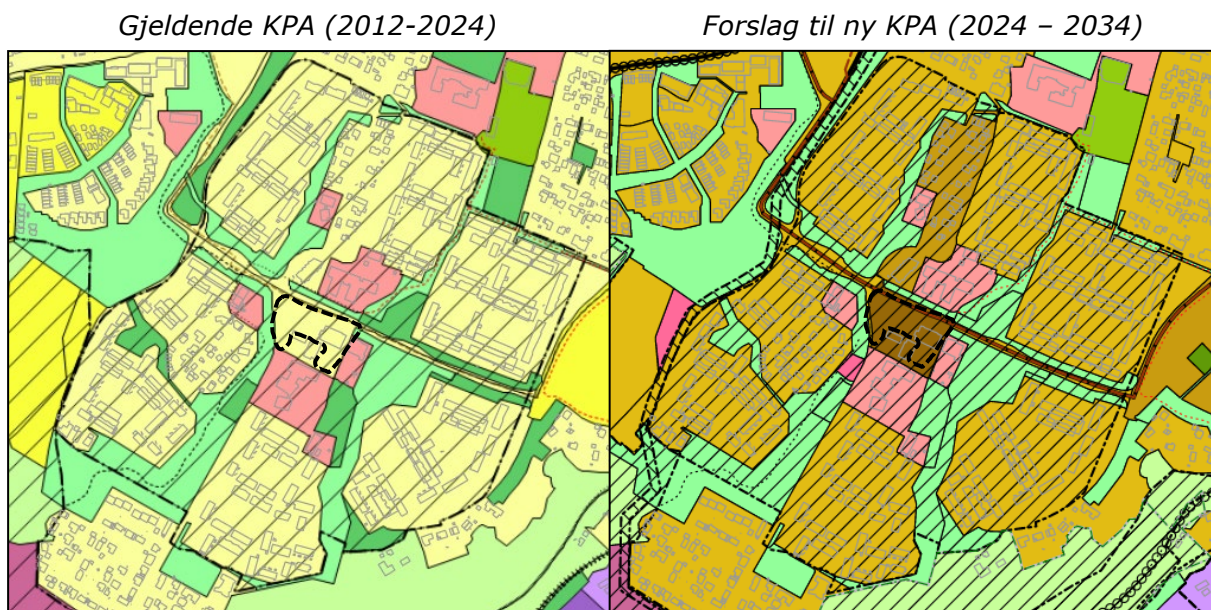 Gjeldende KPA (2012-2024)
Forslag til ny KPA (2024 – 2034)